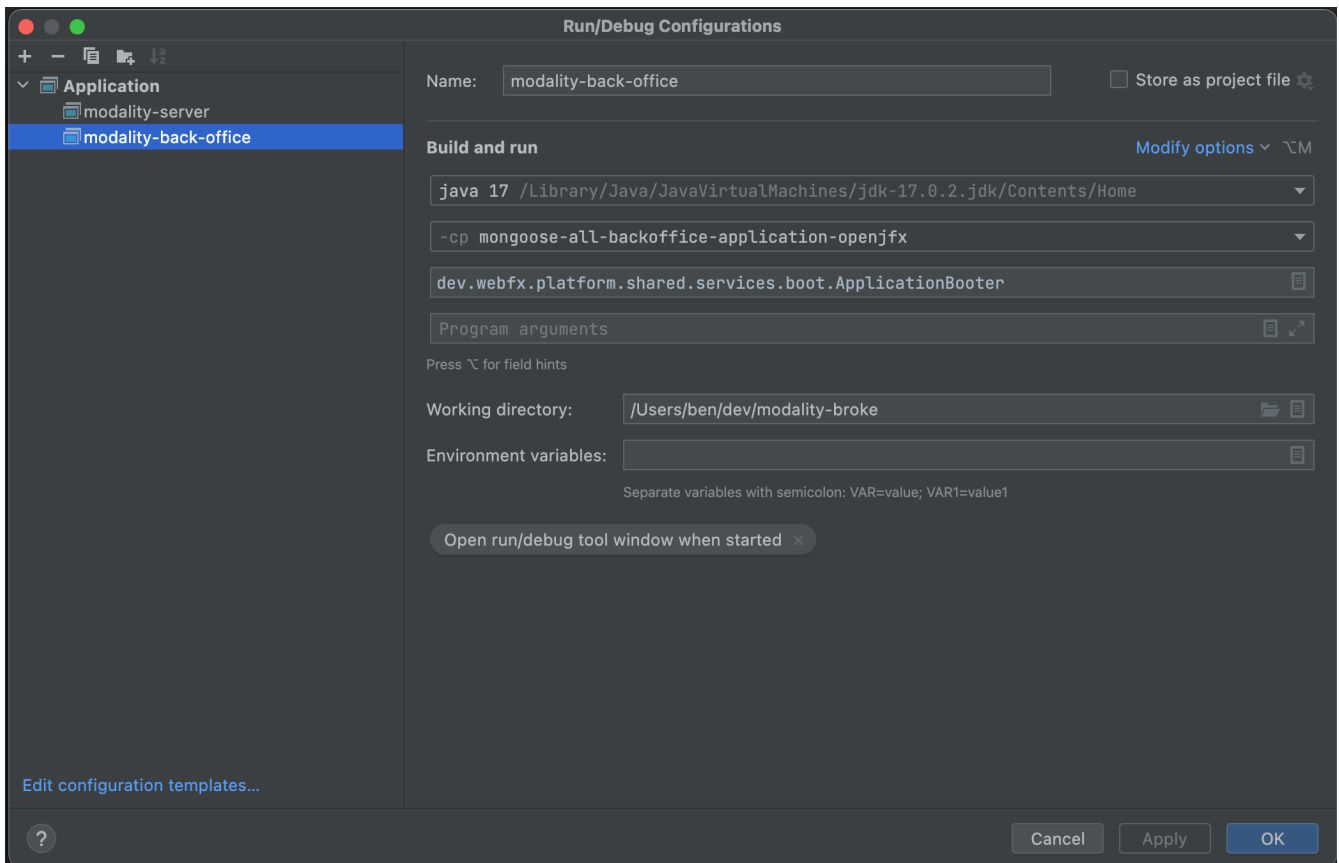 Run/Debug Configurations
Application
modality-server
modality-back-office
Edit configuration templates...
Name: modality-back-office Store as project file
Build and run Modify options ⌥M
java 17 /Library/Java/JavaVirtualMachines/jdk-17.0.2.jdk/Contents/Home
-cp mongoose-all-backoffice-application-openjfx
dev.webfx.platform.shared.services.boot.ApplicationBooter
Program arguments
Press ⌥ for field hints
Working directory: /Users/ben/dev/modality-broke
Environment variables:
Separate variables with semicolon: VAR=value; VAR1=value1
Open run/debug tool window when started ×
? Cancel Apply OK